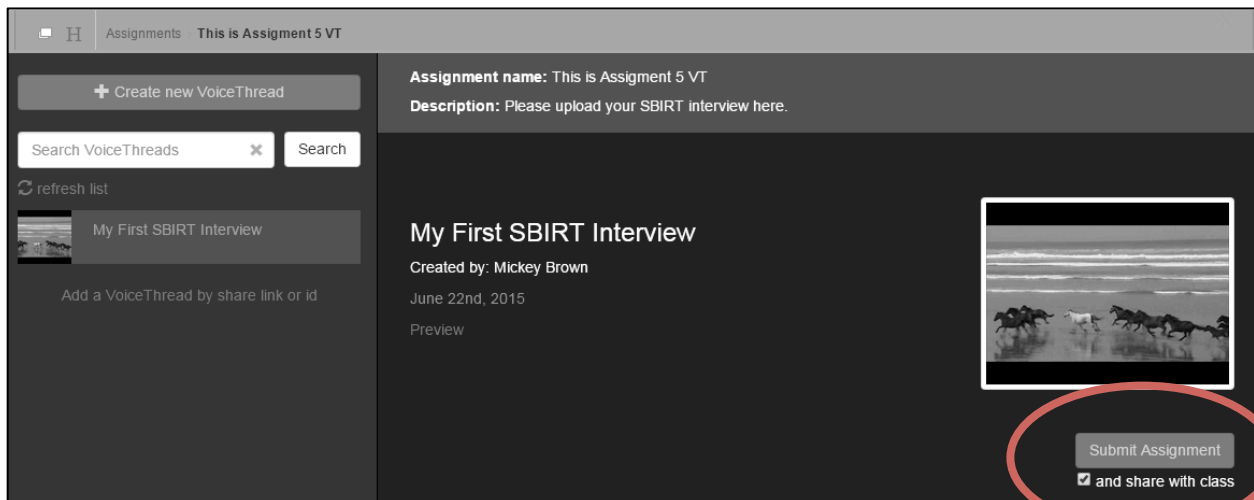 H Assignments This is Assigment 5 VT
Create new VoiceThread
Search VoiceThreads Search
refresh list
My First SBIRT Interview
Add a VoiceThread by share link or id
Assignment name: This is Assigment 5 VT
Description: Please upload your SBIRT interview here.
My First SBIRT Interview
Created by: Mickey Brown
June 22nd, 2015
Preview
Submit Assignment
and share with class